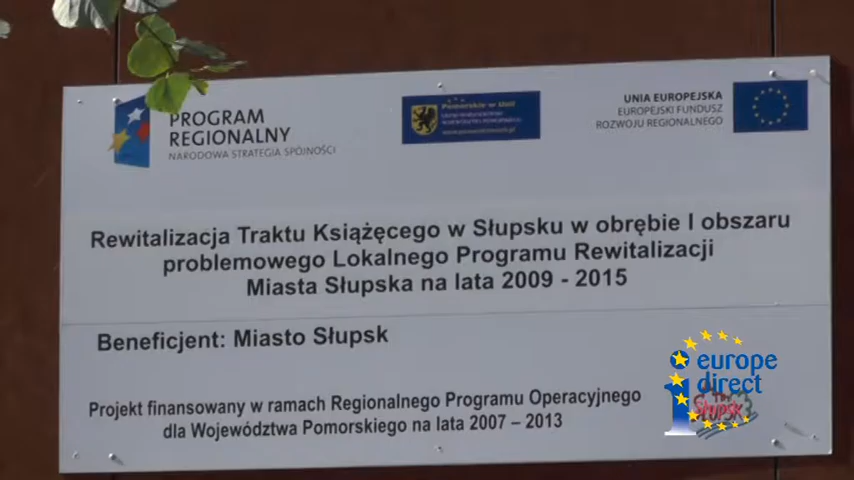 PROGRAM
REGIONALNY
NARODOWA STRATEGIA SPÓJNOŚCI
Pomorskie w Unii
UNIA EUROPEJSKA
EUROPEJSKI FUNDUSZ
ROZWOJU REGIONALNEGO
Rewitalizacja Traktu Książęcego w Słupsku w obrębie I obszaru
problemowego Lokalnego Programu Rewitalizacji
Miasta Słupska na lata 2009 - 2015
Beneficjent: Miasto Słupsk
Projekt finansowany w ramach Regionalnego Programu Operacyjnego
dla Województwa Pomorskiego na lata 2007 – 2013
europe
direct
SŁUPSK